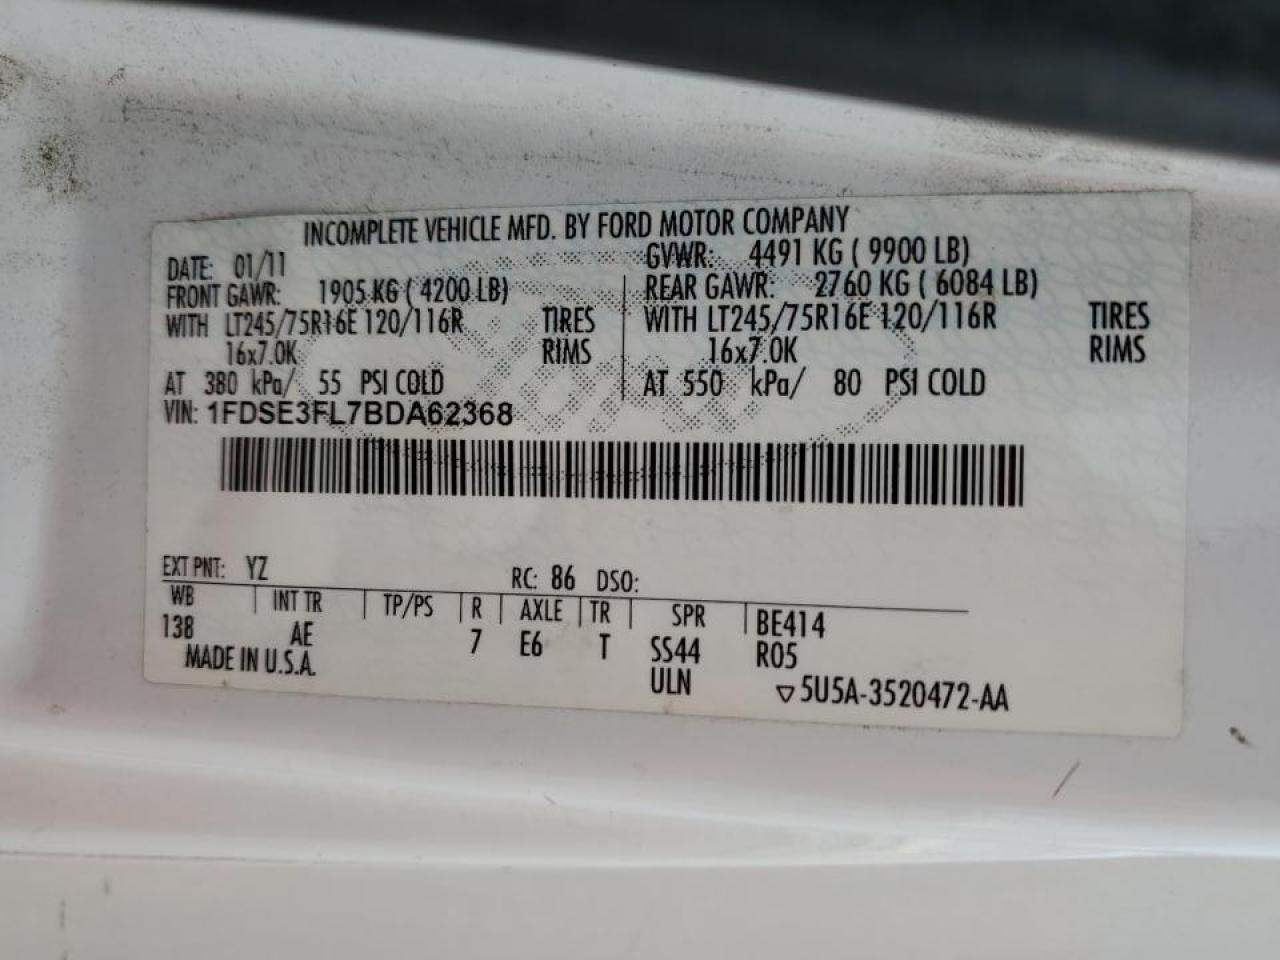 INCOMPLETE VEHICLE MFD. BY FORD MOTOR COMPANY
DATE: 01/11 GVWR: 4491 KG ( 9900 LB)
FRONT GAWR: 1905 KG ( 4200 LB) REAR GAWR: 2760 KG ( 6084 LB)
WITH LT245/75R16E 120/116R TIRES WITH LT245/75R16E 120/116R TIRES
16x7.0K RIMS 16x7.0K RIMS
AT 380 kPa/ 55 PSI COLD AT 550 kPa/ 80 PSI COLD
VIN: 1FDSE3FL7BDA62368
EXT PNT: YZ RC: 86 DSO:
WB INT TR TP/PS R AXLE TR SPR BE414
138 AE 7 E6 T SS44 R05
MADE IN U.S.A. ULN ▽5U5A-3520472-AA